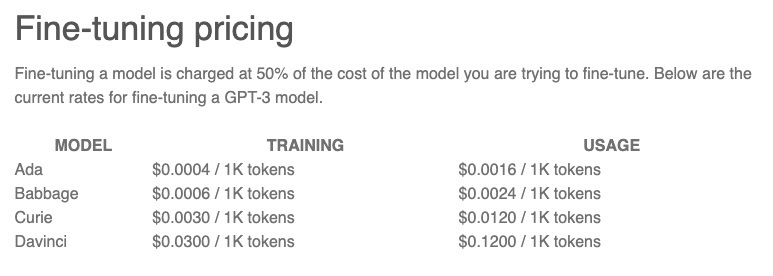 Fine-tuning pricing
Fine-tuning a model is charged at 50% of the cost of the model you are trying to fine-tune. Below are the
current rates for fine-tuning a GPT-3 model.
MODEL TRAINING USAGE
Ada $0.0004 / 1K tokens $0.0016 / 1K tokens
Babbage $0.0006 / 1K tokens $0.0024 / 1K tokens
Curie $0.0030 / 1K tokens $0.0120 / 1K tokens
Davinci $0.0300 / 1K tokens $0.1200 / 1K tokens